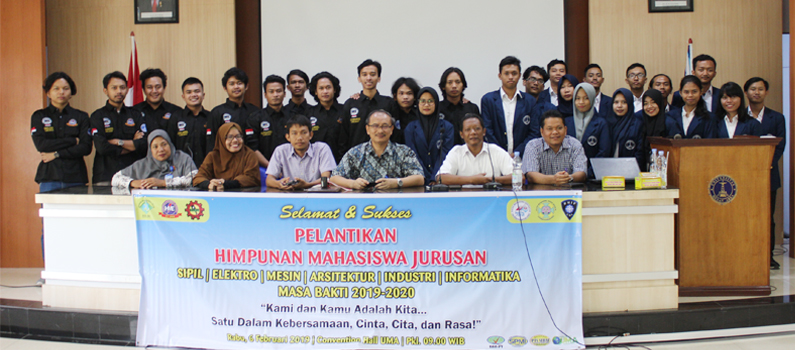 Selamat & Sukses
PELANTIKAN
HIMPUNAN MAHASISWA JURUSAN
SIPIL | ELEKTRO | MESIN | ARSITEKTUR | INDUSTRI | INFORMATIKA
MASA BAKTI 2019-2020
"Kami dan Kamu Adalah Kita...
Satu Dalam Kebersamaan, Cinta, Cita, dan Rasa!"
Rabu, 6 Februari 2019 | Convention Hall UMA | Pkl. 09.00 WIB